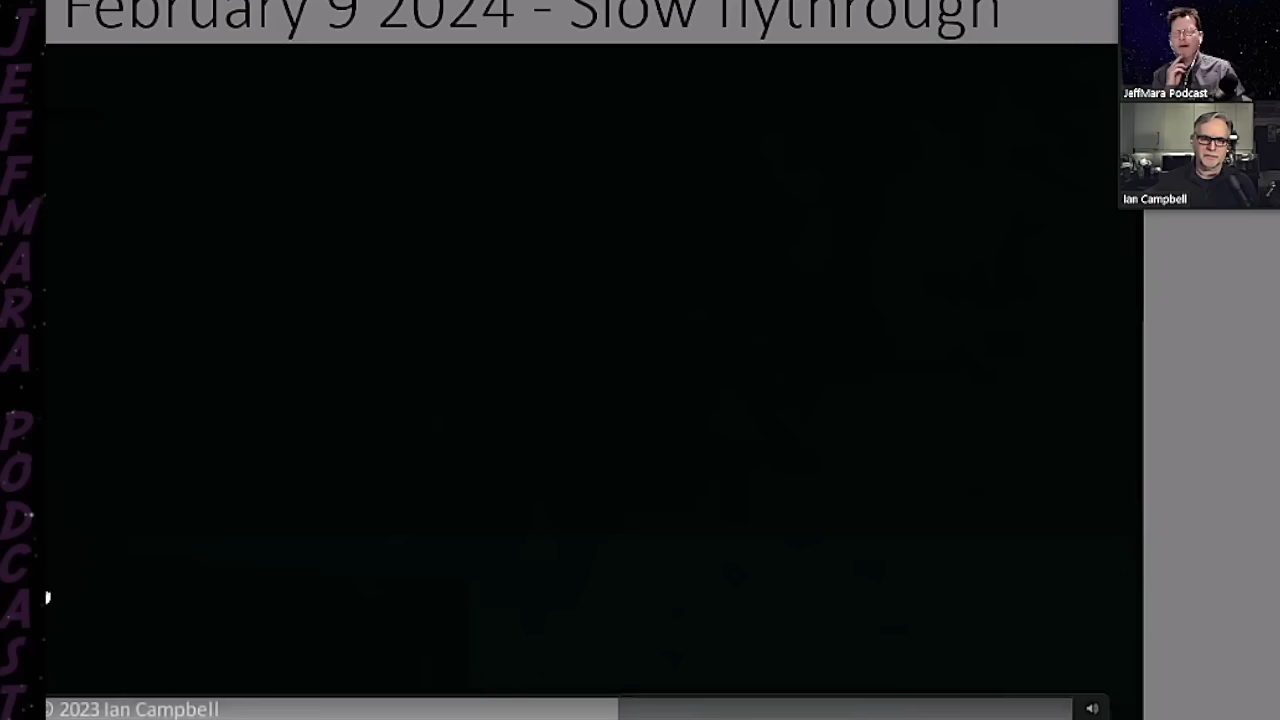 February 9 2024 - Slow flythrough
JeffMara Podcast
Ian Campbell
JEFFMARA PODCAST
© 2023 Ian Campbell